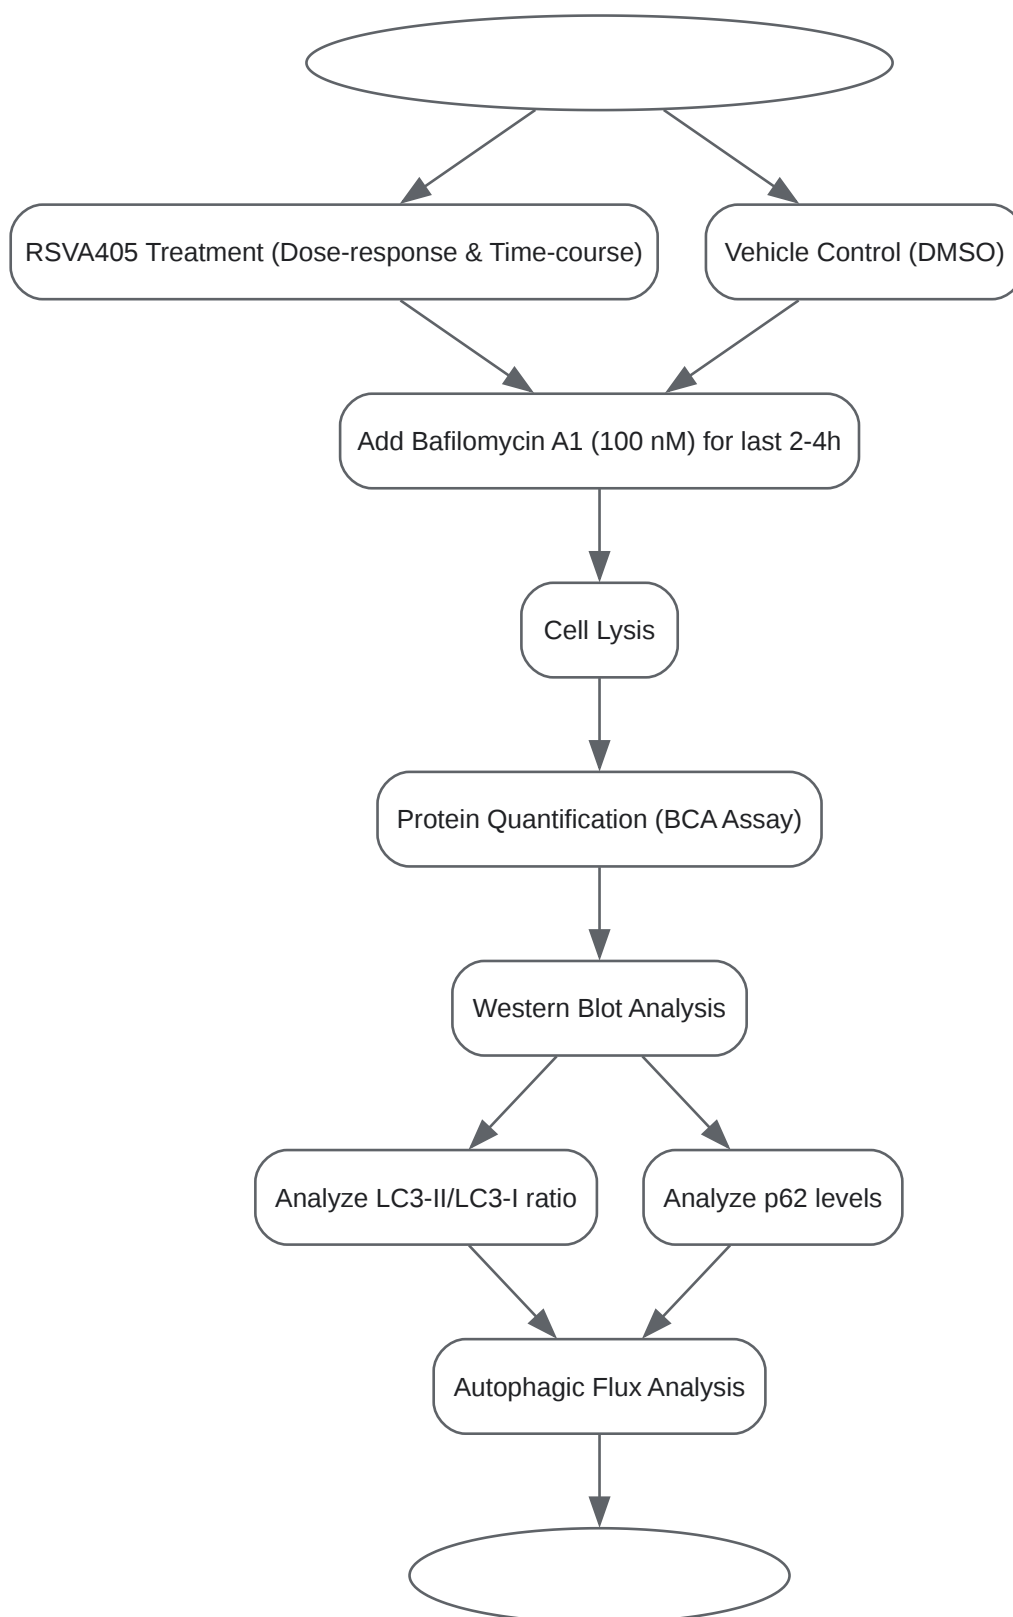 RSVA405 Treatment (Dose-response & Time-course)
Vehicle Control (DMSO)
Add Bafilomycin A1 (100 nM) for last 2-4h
Cell Lysis
Protein Quantification (BCA Assay)
Western Blot Analysis
Analyze LC3-II/LC3-I ratio
Analyze p62 levels
Autophagic Flux Analysis